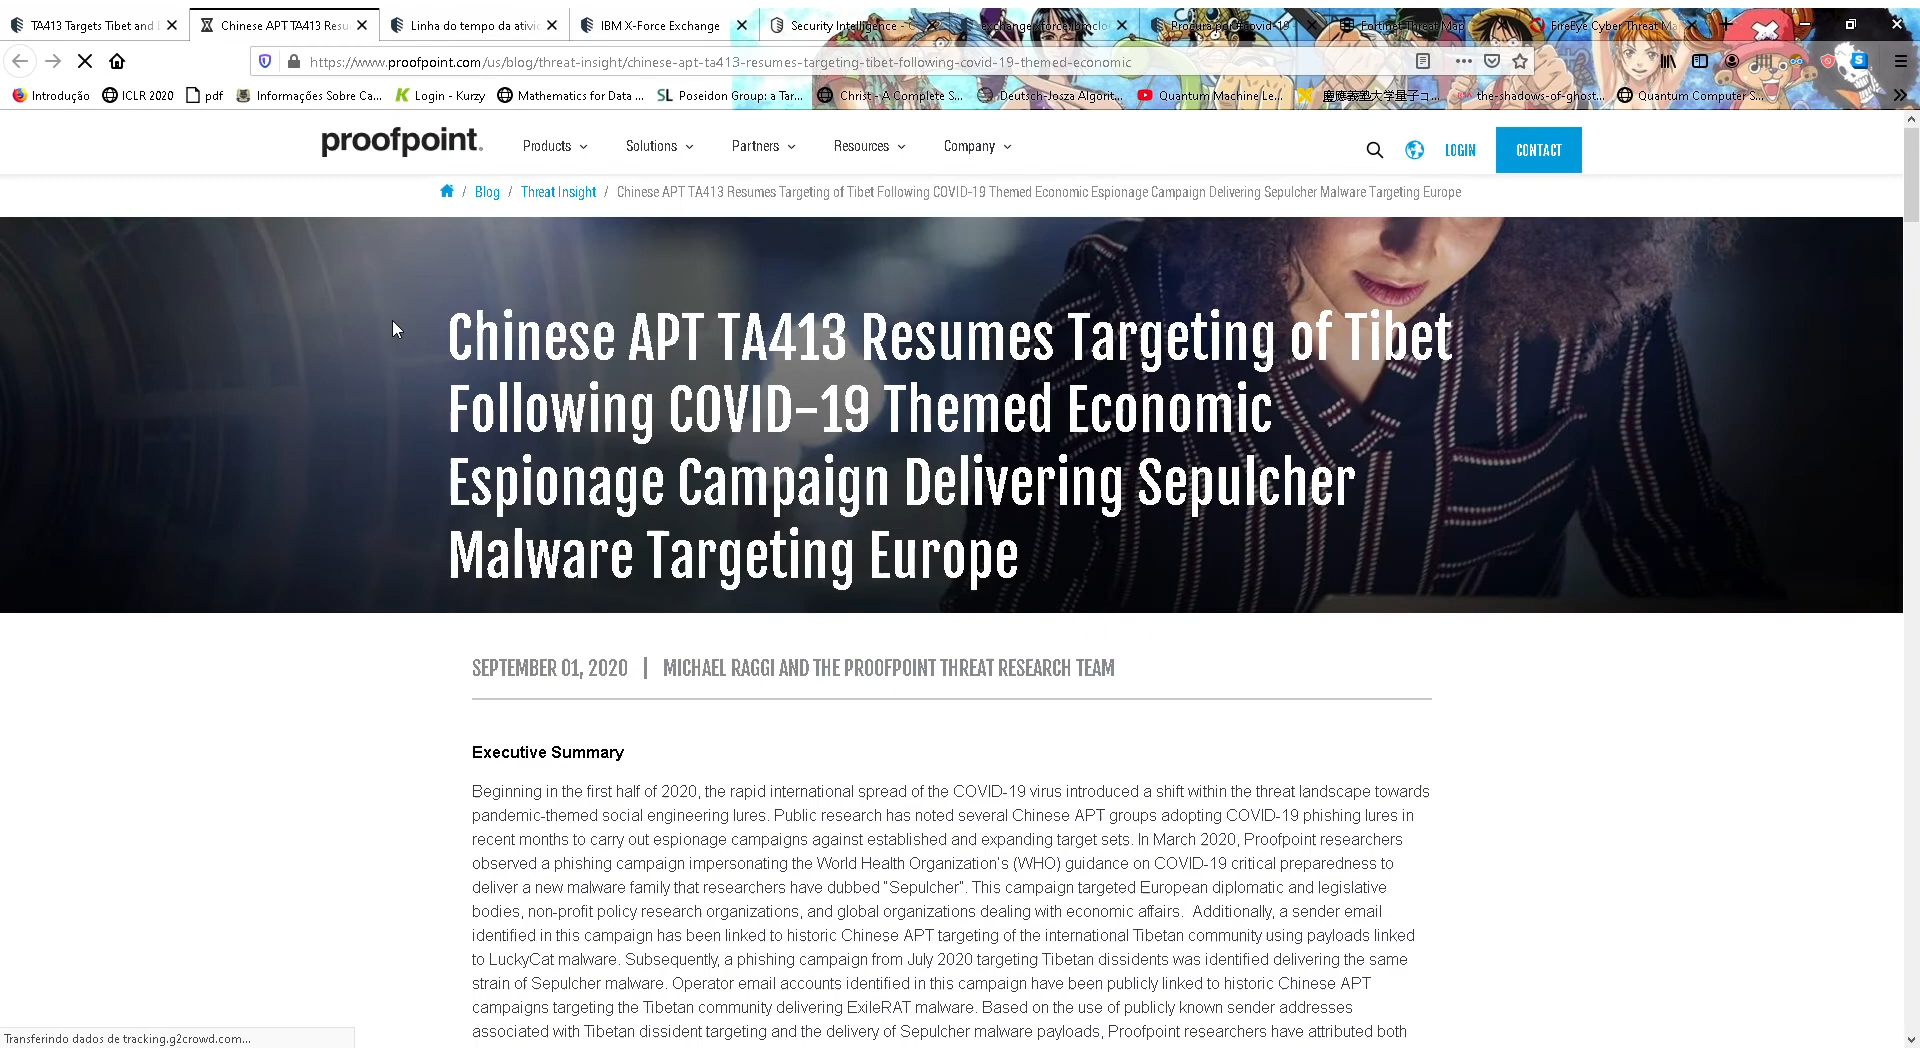 TA413 Targets Tibet and
Chinese APT TA413 Resu
Linha do tempo da ativi
IBM X-Force Exchange
Security Intelligence -
exchange.xforce.ibmclo
Procura por #covid-19 -
Fortinet Threat Map
FireEye Cyber Threat Ma
https://www.proofpoint.com/us/blog/threat-insight/chinese-apt-ta413-resumes-targeting-tibet-following-covid-19-themed-economic
Introdução
ICLR 2020
pdf
Informações Sobre Ca...
Login - Kurzy
Mathematics for Data ...
SL Poseidon Group: a Tar...
Christ - A Complete S...
Deutsch-Josza Algorit...
Quantum Machine Le...
慶應義塾大学量子コ...
the-shadows-of-ghost...
Quantum Computer S...
proofpoint.
Products
Solutions
Partners
Resources
Company
LOGIN
CONTACT
/ Blog / Threat Insight / Chinese APT TA413 Resumes Targeting of Tibet Following COVID-19 Themed Economic Espionage Campaign Delivering Sepulcher Malware Targeting Europe
Chinese APT TA413 Resumes Targeting of Tibet
Following COVID-19 Themed Economic
Espionage Campaign Delivering Sepulcher
Malware Targeting Europe
SEPTEMBER 01, 2020 | MICHAEL RAGGI AND THE PROOFPOINT THREAT RESEARCH TEAM
Executive Summary
Beginning in the first half of 2020, the rapid international spread of the COVID-19 virus introduced a shift within the threat landscape towards
pandemic-themed social engineering lures. Public research has noted several Chinese APT groups adopting COVID-19 phishing lures in
recent months to carry out espionage campaigns against established and expanding target sets. In March 2020, Proofpoint researchers
observed a phishing campaign impersonating the World Health Organization's (WHO) guidance on COVID-19 critical preparedness to
deliver a new malware family that researchers have dubbed "Sepulcher". This campaign targeted European diplomatic and legislative
bodies, non-profit policy research organizations, and global organizations dealing with economic affairs. Additionally, a sender email
identified in this campaign has been linked to historic Chinese APT targeting of the international Tibetan community using payloads linked
to LuckyCat malware. Subsequently, a phishing campaign from July 2020 targeting Tibetan dissidents was identified delivering the same
strain of Sepulcher malware. Operator email accounts identified in this campaign have been publicly linked to historic Chinese APT
campaigns targeting the Tibetan community delivering ExileRAT malware. Based on the use of publicly known sender addresses
associated with Tibetan dissident targeting and the delivery of Sepulcher malware payloads, Proofpoint researchers have attributed both
Transferindo dados de tracking.g2crowd.com...